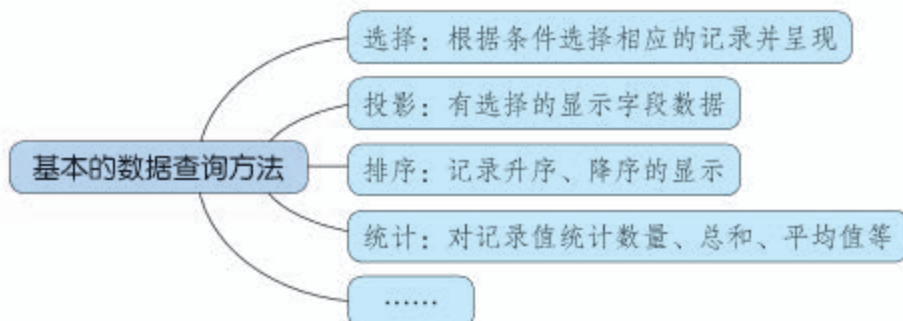 选择：根据条件选择相应的记录并呈现
投影：有选择的显示字段数据
基本的数据查询方法
排序：记录升序、降序的显示
统计：对记录值统计数量、总和、平均值等
……